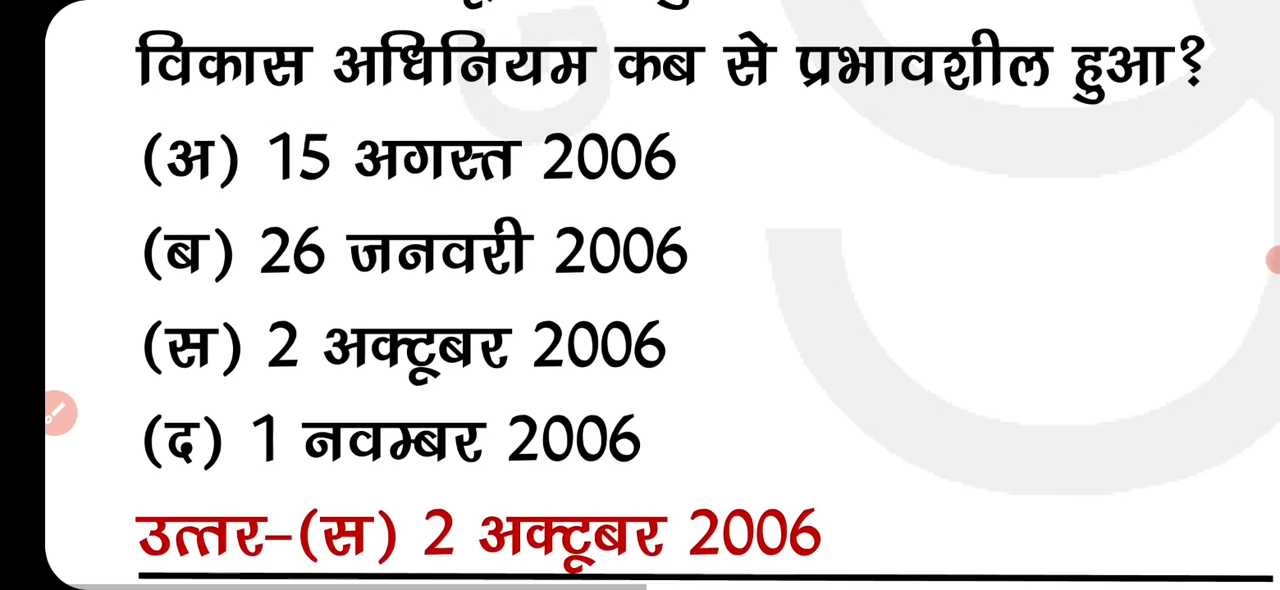 विकास अधिनियम कब से प्रभावशील हुआ?
(अ) 15 अगस्त 2006
(ब) 26 जनवरी 2006
(स) 2 अक्टूबर 2006
(द) 1 नवम्बर 2006
उत्तर-(स) 2 अक्टूबर 2006